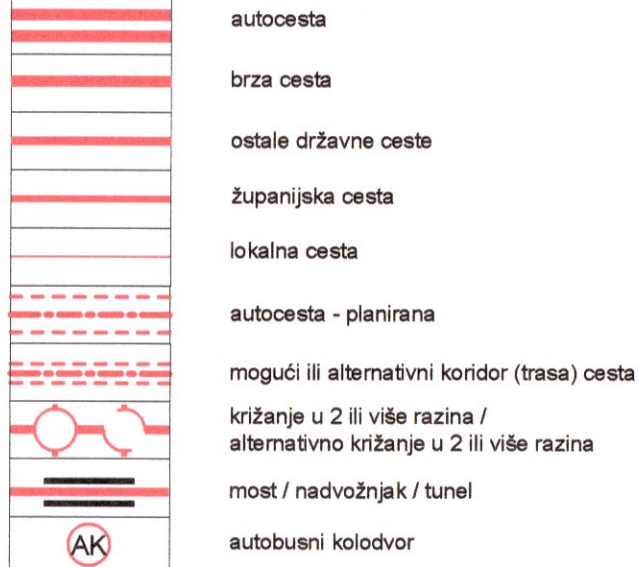 autocesta
brza cesta
ostale državne ceste
županijska cesta
lokalna cesta
autocesta - planirana
mogući ili alternativni koridor (trasa) cesta
križanje u 2 ili više razina /
alternativno križanje u 2 ili više razina
most / nadvožnjak / tunel
AK autobusni kolodvor